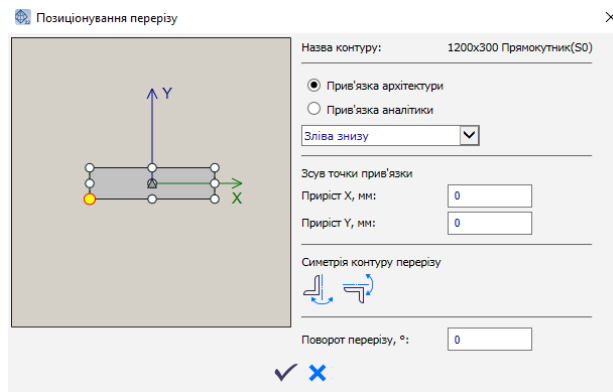 Позиціонування перерізу
Назва контуру: 1200x300 Прямокутник(S0)
Прив'язка архітектури
Прив'язка аналітики
Зліва знизу
Зсув точки прив'язки
Приріст X, мм: 0
Приріст Y, мм: 0
Симетрія контуру перерізу
Поворот перерізу, °: 0
Y
X